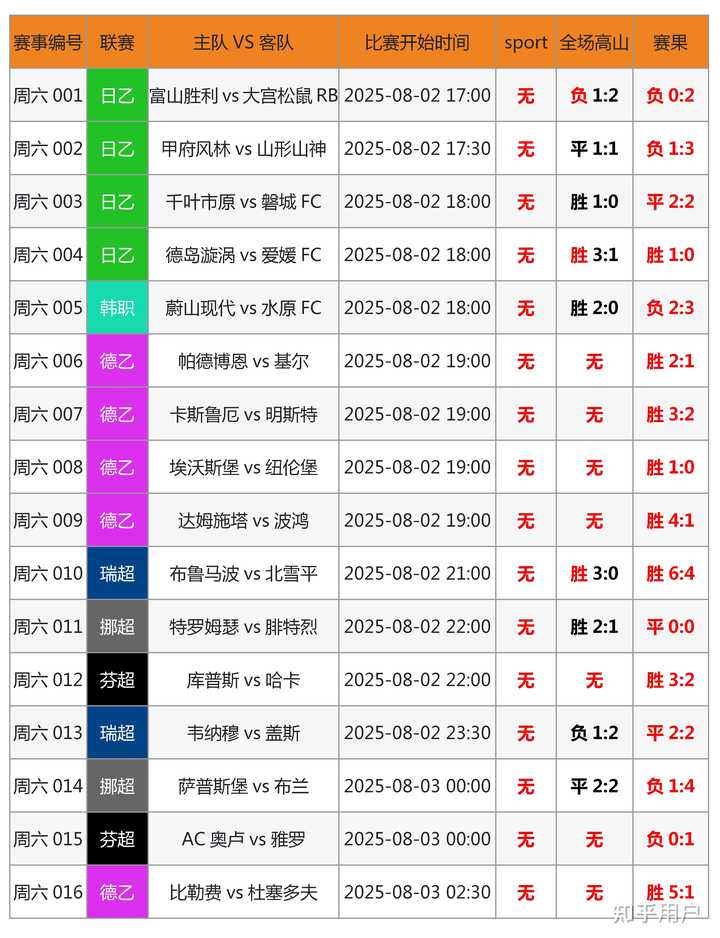 赛事编号 联赛 主队 VS 客队 比赛开始时间 sport 全场高山 赛果
周六 001 日乙 富山胜利 vs 大宫松鼠 RB 2025-08-02 17:00 无 负 1:2 负 0:2
周六 002 日乙 甲府风林 vs 山形山神 2025-08-02 17:30 无 平 1:1 负 1:3
周六 003 日乙 千叶市原 vs 磐城 FC 2025-08-02 18:00 无 胜 1:0 平 2:2
周六 004 日乙 德岛漩涡 vs 爱媛 FC 2025-08-02 18:00 无 胜 3:1 胜 1:0
周六 005 韩职 蔚山现代 vs 水原 FC 2025-08-02 18:00 无 胜 2:0 负 2:3
周六 006 德乙 帕德博恩 vs 基尔 2025-08-02 19:00 无 无 胜 2:1
周六 007 德乙 卡斯鲁厄 vs 明斯特 2025-08-02 19:00 无 无 胜 3:2
周六 008 德乙 埃沃斯堡 vs 纽伦堡 2025-08-02 19:00 无 无 胜 1:0
周六 009 德乙 达姆施塔 vs 波鸿 2025-08-02 19:00 无 无 胜 4:1
周六 010 瑞超 布鲁马波 vs 北雪平 2025-08-02 21:00 无 胜 3:0 胜 6:4
周六 011 挪超 特罗姆瑟 vs 腓特烈 2025-08-02 22:00 无 胜 2:1 平 0:0
周六 012 芬超 库普斯 vs 哈卡 2025-08-02 22:00 无 无 胜 3:2
周六 013 瑞超 韦纳穆 vs 盖斯 2025-08-02 23:30 无 负 1:2 平 2:2
周六 014 挪超 萨普斯堡 vs 布兰 2025-08-03 00:00 无 平 2:2 负 1:4
周六 015 芬超 AC 奥卢 vs 雅罗 2025-08-03 00:00 无 无 负 0:1
周六 016 德乙 比勒费 vs 杜塞多夫 2025-08-03 02:30 无 无 胜 5:1
知乎用户